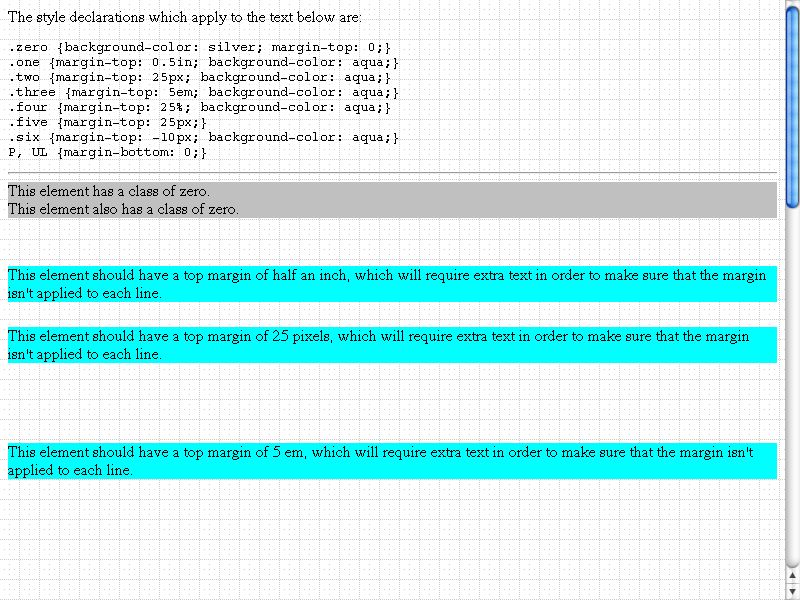 The style declarations which apply to the text below are:
.zero {background-color: silver; margin-top: 0;}
.one {margin-top: 0.5in; background-color: aqua;}
.two {margin-top: 25px; background-color: aqua;}
.three {margin-top: 5em; background-color: aqua;}
.four {margin-top: 25%; background-color: aqua;}
.five {margin-top: 25px;}
.six {margin-top: -10px; background-color: aqua;}
P, UL {margin-bottom: 0;}
This element has a class of zero.
This element also has a class of zero.
This element should have a top margin of half an inch, which will require extra text in order to make sure that the margin
isn't applied to each line.
This element should have a top margin of 25 pixels, which will require extra text in order to make sure that the margin
isn't applied to each line.
This element should have a top margin of 5 em, which will require extra text in order to make sure that the margin isn't
applied to each line.